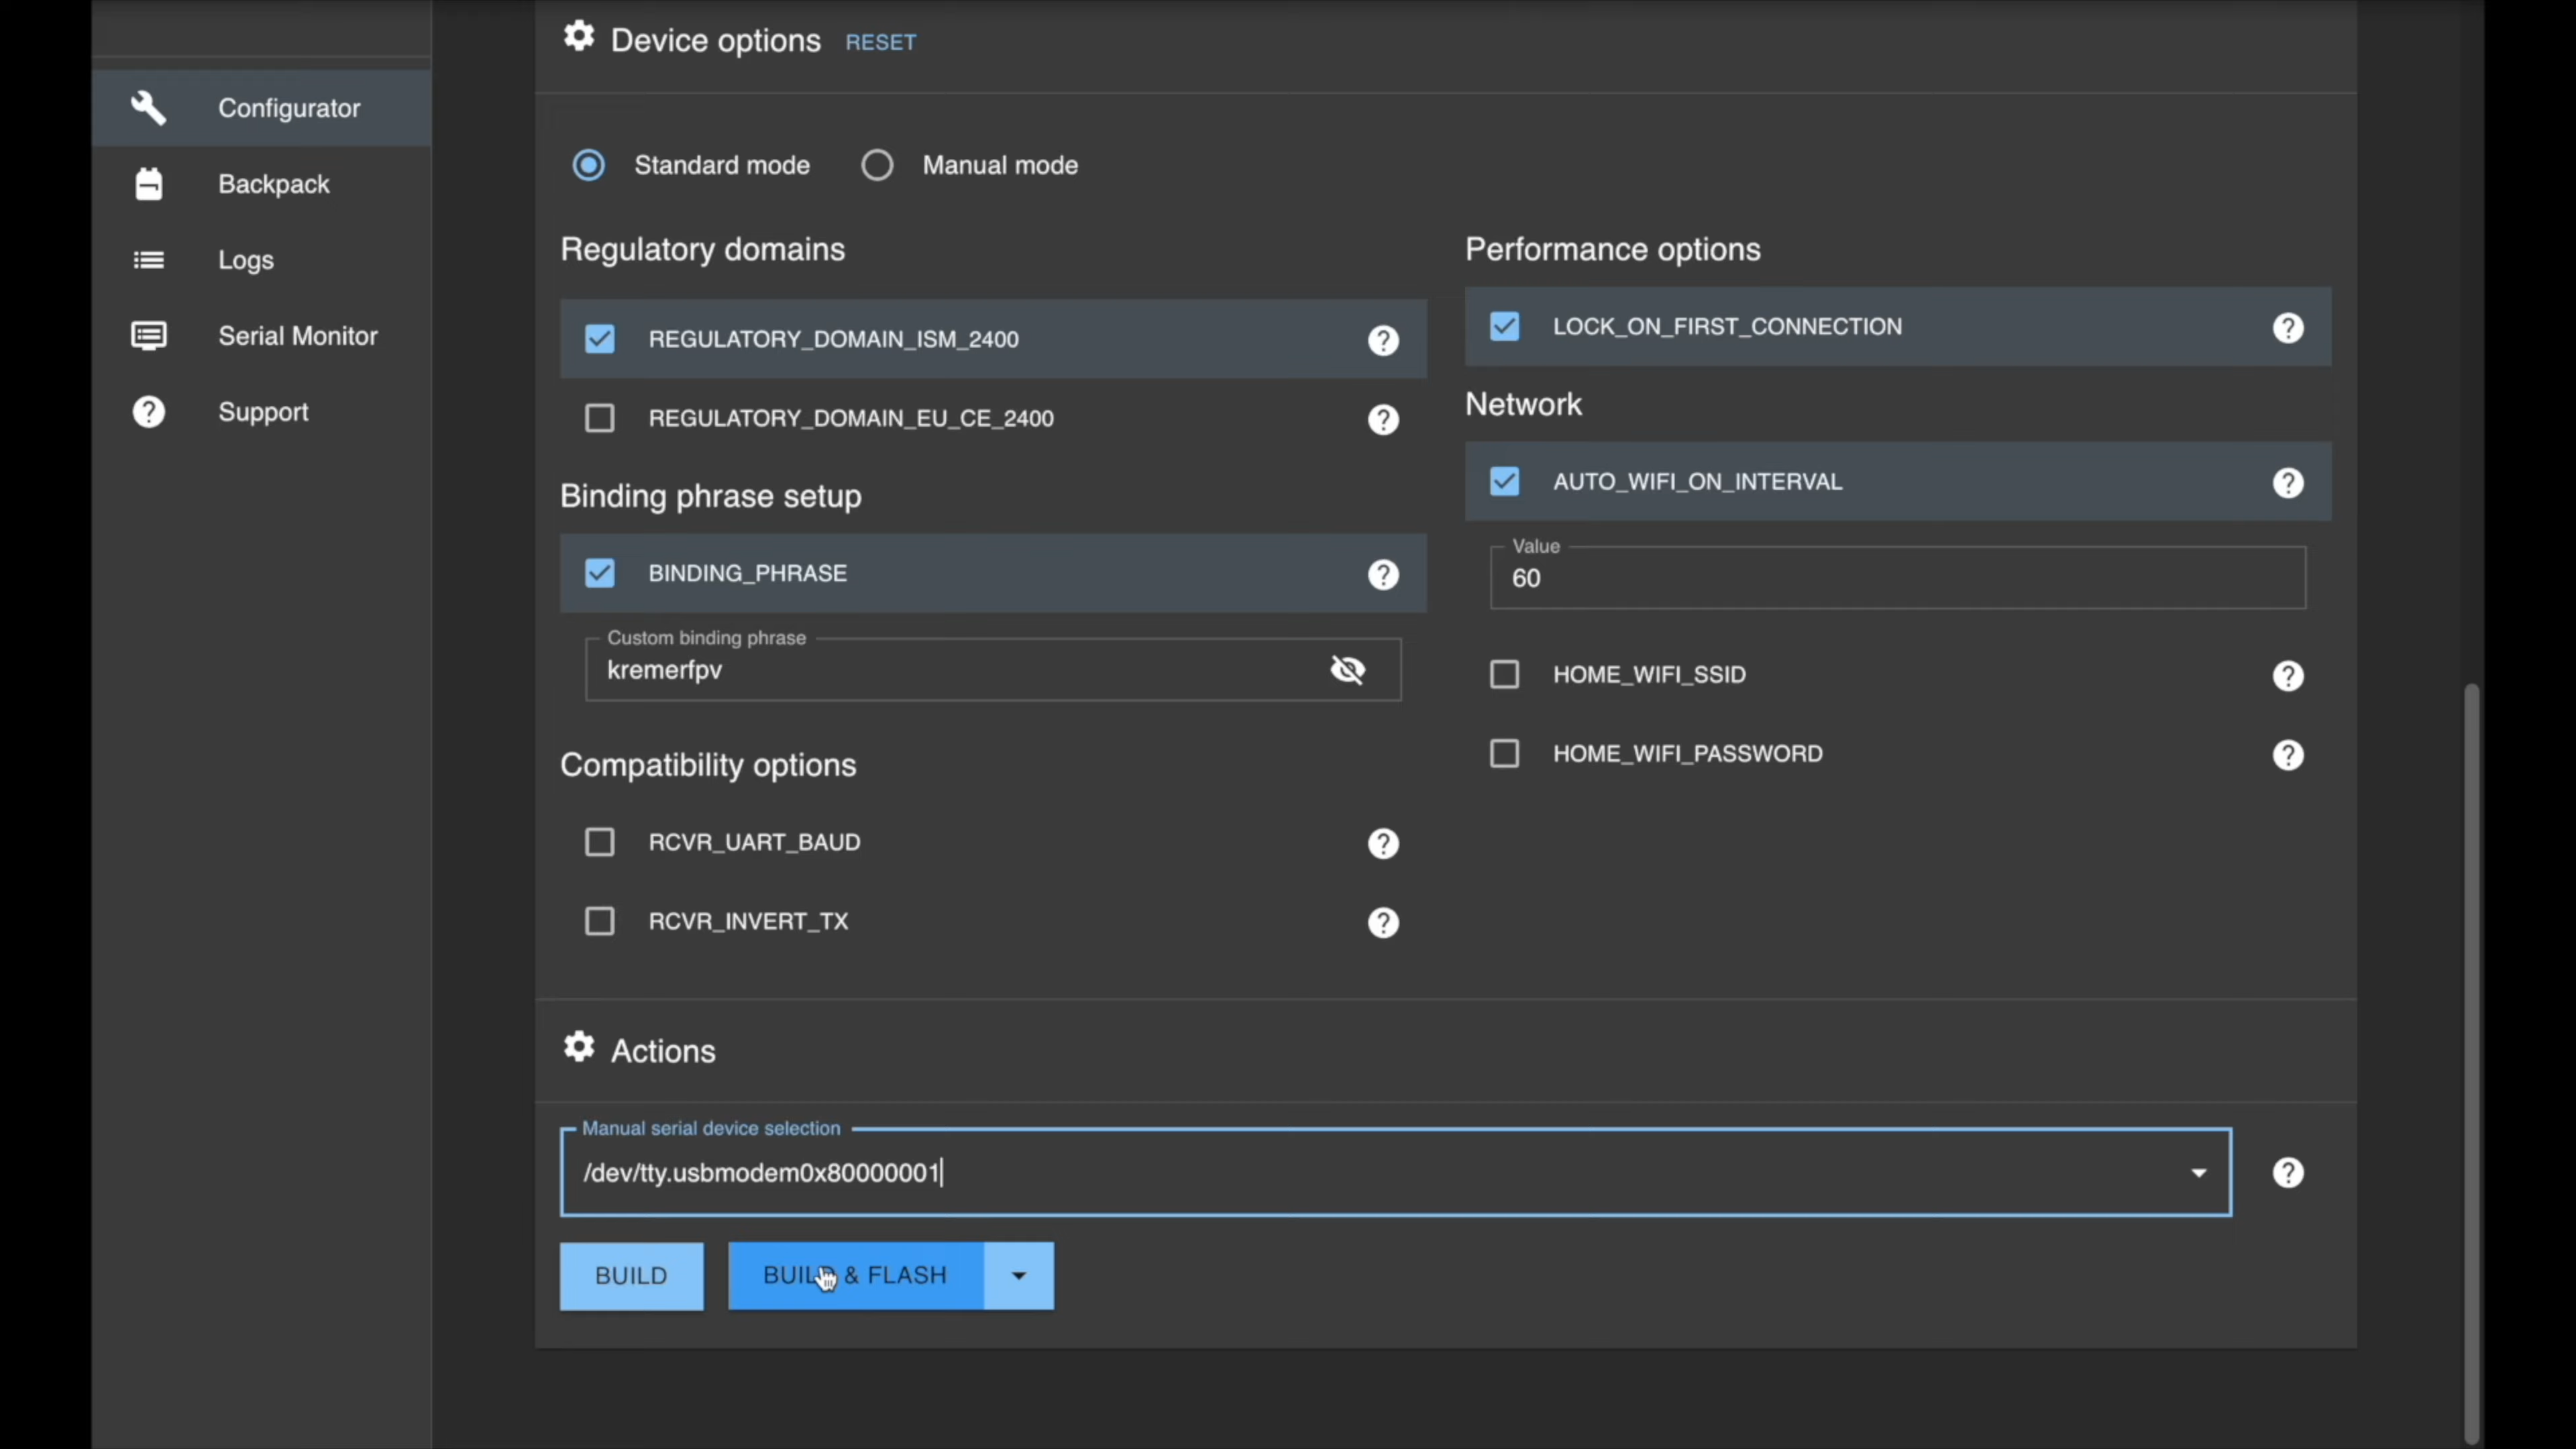 Device options RESET
Configurator
Backpack
Logs
Serial Monitor
Support
Standard mode Manual mode
Regulatory domains
REGULATORY_DOMAIN_ISM_2400
REGULATORY_DOMAIN_EU_CE_2400
Binding phrase setup
BINDING_PHRASE
Custom binding phrase
kremerfpv
Compatibility options
RCVR_UART_BAUD
RCVR_INVERT_TX
Performance options
LOCK_ON_FIRST_CONNECTION
Network
AUTO_WIFI_ON_INTERVAL
Value
60
HOME_WIFI_SSID
HOME_WIFI_PASSWORD
Actions
Manual serial device selection
/dev/tty.usbmodem0x80000001
BUILD BUILD & FLASH